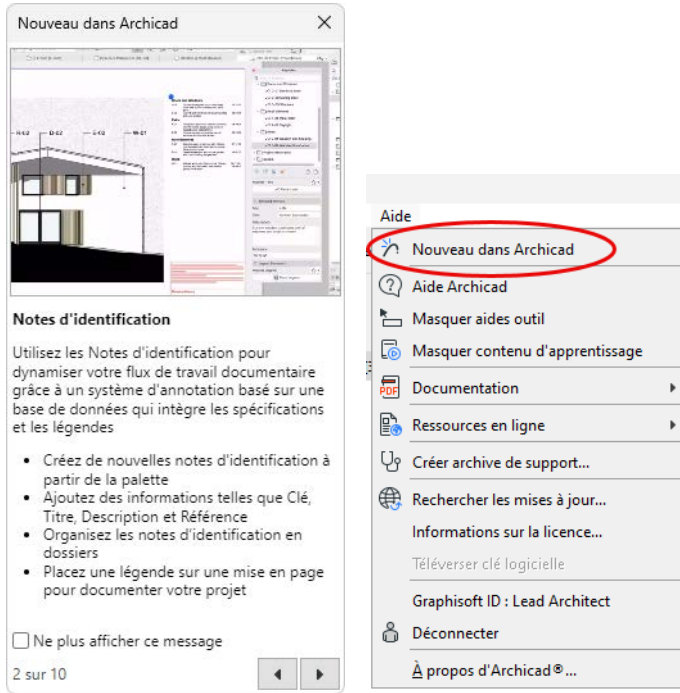 Nouveau dans Archicad
Notes d'identification
Utilisez les Notes d'identification pour
dynamiser votre flux de travail documentaire
grâce à un système d'annotation basé sur une
base de données qui intègre les spécifications
et les légendes
• Créez de nouvelles notes d'identification à
partir de la palette
• Ajoutez des informations telles que Clé,
Titre, Description et Référence
• Organisez les notes d'identification en
dossiers
• Placez une légende sur une mise en page
pour documenter votre projet
Ne plus afficher ce message
2 sur 10
Aide
Nouveau dans Archicad
Aide Archicad
Masquer aides outil
Masquer contenu d'apprentissage
PDF Documentation
Ressources en ligne
Créer archive de support...
Rechercher les mises à jour...
Informations sur la licence...
Téléverser clé logicielle
Graphisoft ID : Lead Architect
Déconnecter
À propos d'Archicad®...